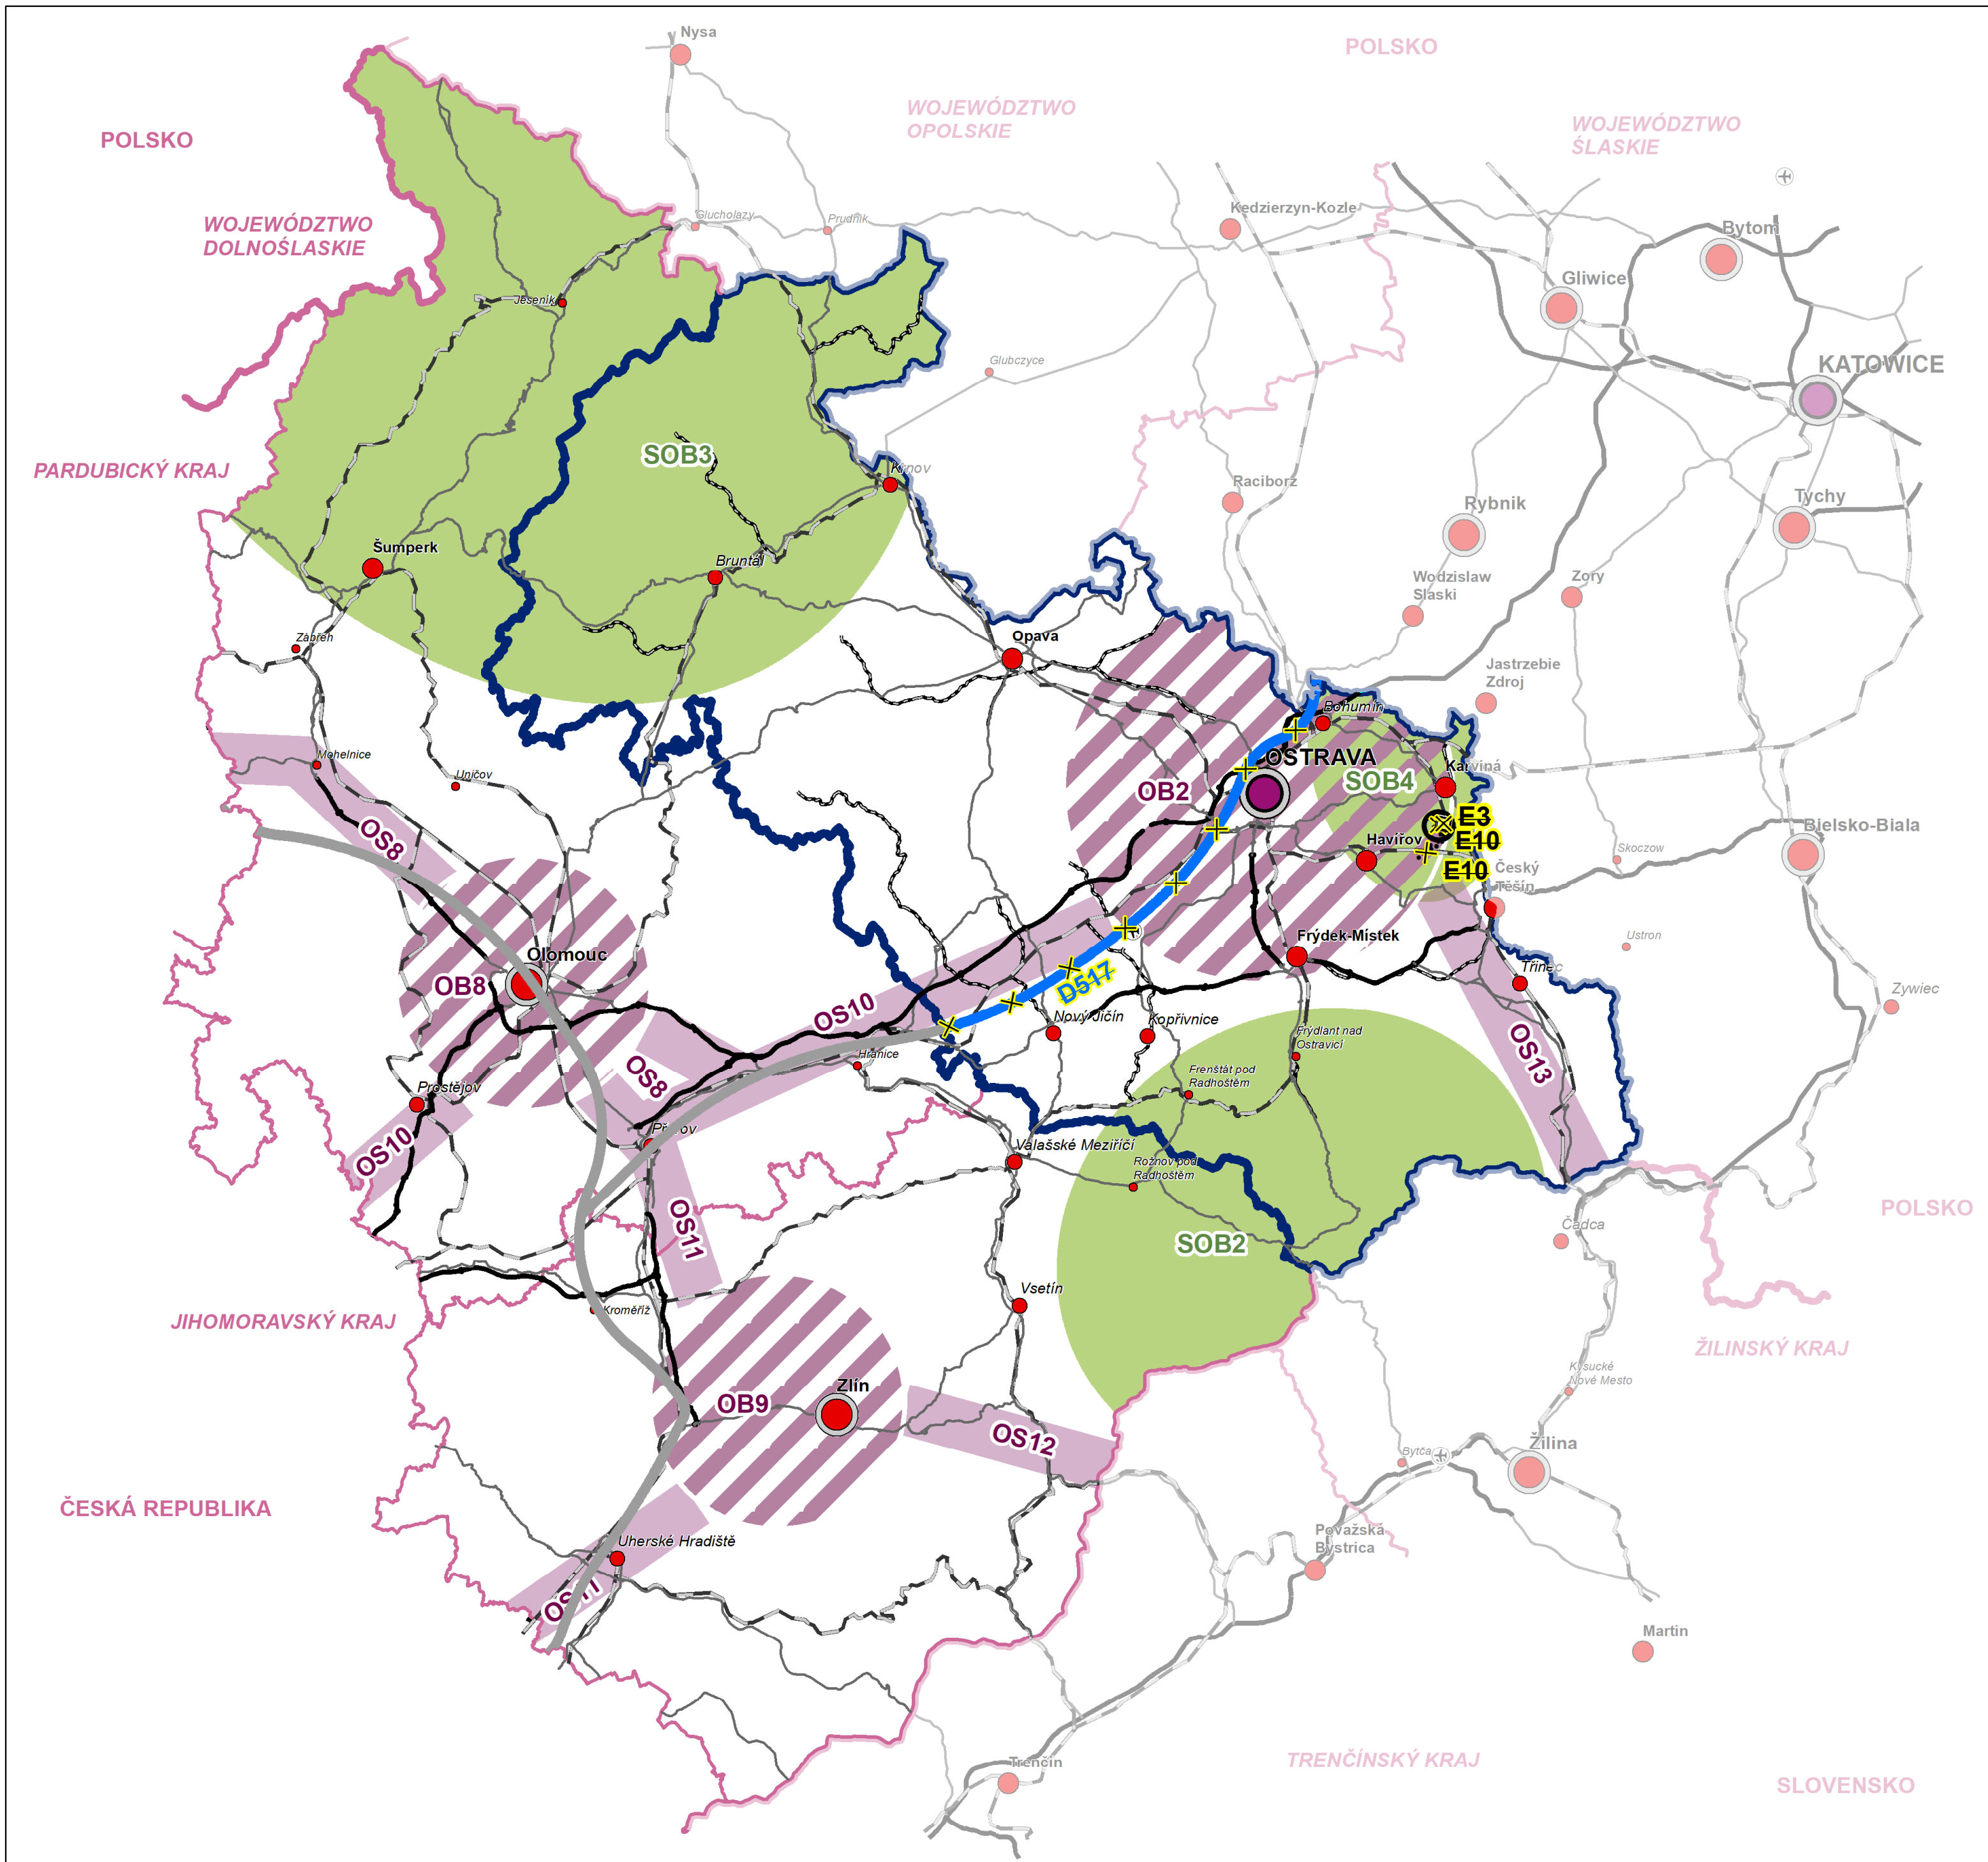 Nysa
POLSKO
WOJEWÓDZTWO
OPOLSKIE
WOJEWÓDZTWO
ŚLASKIE
POLSKO
WOJEWÓDZTWO
DOLNOŚLASKIE
Glucholazy
Prudnik
Kedzierzyn-Kozle
Bytom
Gliwice
Jeseník
Glubczyce
KATOWICE
PARDUBICKÝ KRAJ
SOB3
Krnov
Raciborz
Rybnik
Tychy
Šumperk
Bruntál
Wodzislaw
Slaski
Zory
Zábřeh
Opava
Jastrzebie
Zdroj
Bohumín
Mohelnice
Uničov
OSTRAVA
OB2
SOB4
Karviná
E3
E10
E10
OS8
Havířov
Bielsko-Biala
Skoczow
Český
Těšín
Olomouc
OB8
Frýdek-Místek
Ustron
Třinec
D517
OS10
Nový Jičín
Kopřivnice
Zywiec
Hranice
Frýdlant nad
Ostravicí
OS13
OS8
Frenštát pod
Radhoštěm
Prostějov
OS10
Přerov
Valašské Meziříčí
Rožnov pod
Radhoštěm
OS11
SOB2
POLSKO
Čadca
Vsetín
Kroměříž
JIHOMORAVSKÝ KRAJ
ŽILINSKÝ KRAJ
Kysucké
Nové Mesto
Zlín
OB9
OS12
Bytča
Žilina
ČESKÁ REPUBLIKA
Považská
Bystrica
Uherské Hradiště
OS11
Martin
Trenčín
TRENČÍNSKÝ KRAJ
SLOVENSKO